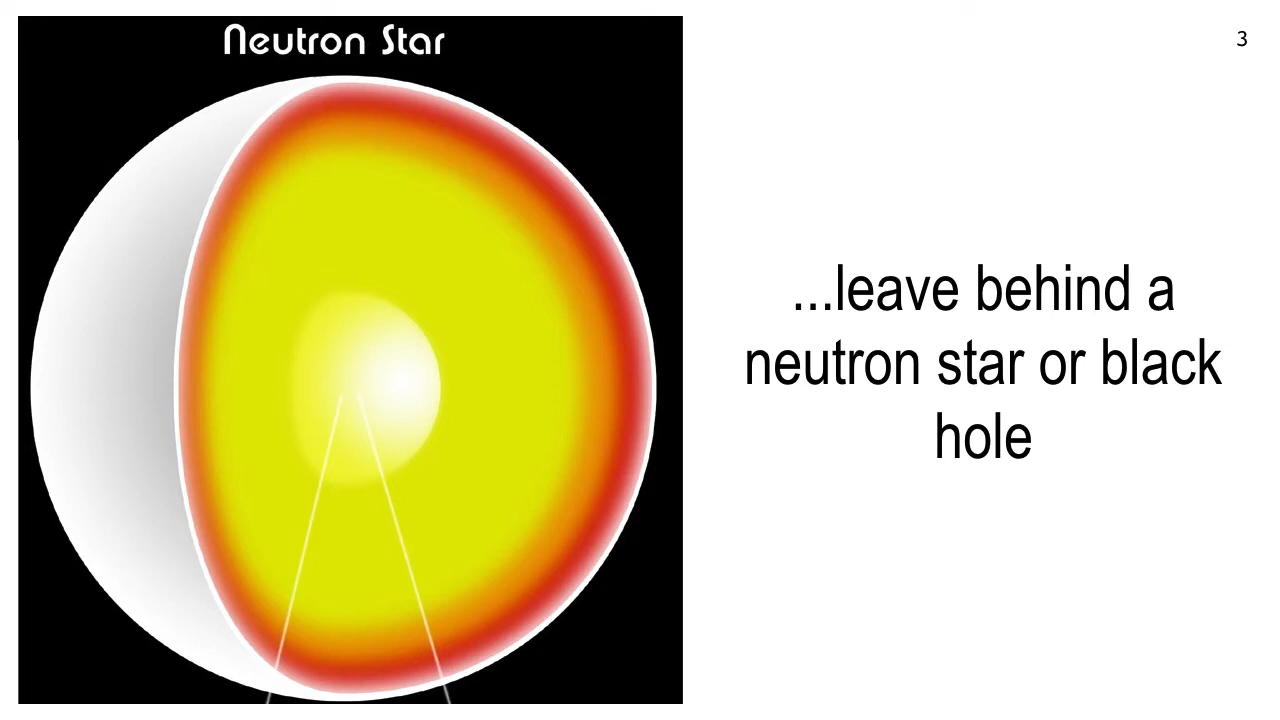 Neutron Star
3
...leave behind a
neutron star or black
hole